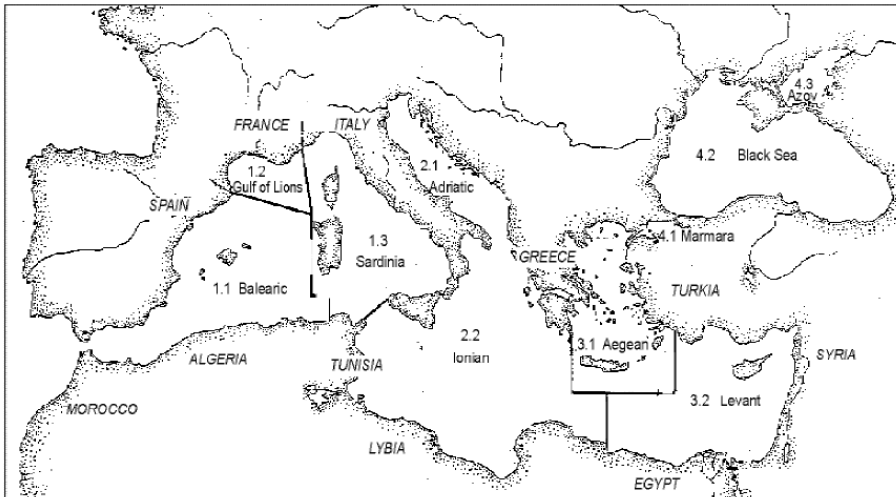 4.3
Azov
FRANCE
ITALY
4.2 Black Sea
2.1
Adriatic
1.2
Gulf of Lions
SPAIN
4.1 Marmara
1.3
Sardinia
GREECE
1.1 Balearic
TURKIA
2.2
Ionian
3.1 Aegean
ALGERIA
TUNISIA
SYRIA
3.2 Levant
MOROCCO
LYBIA
EGYPT